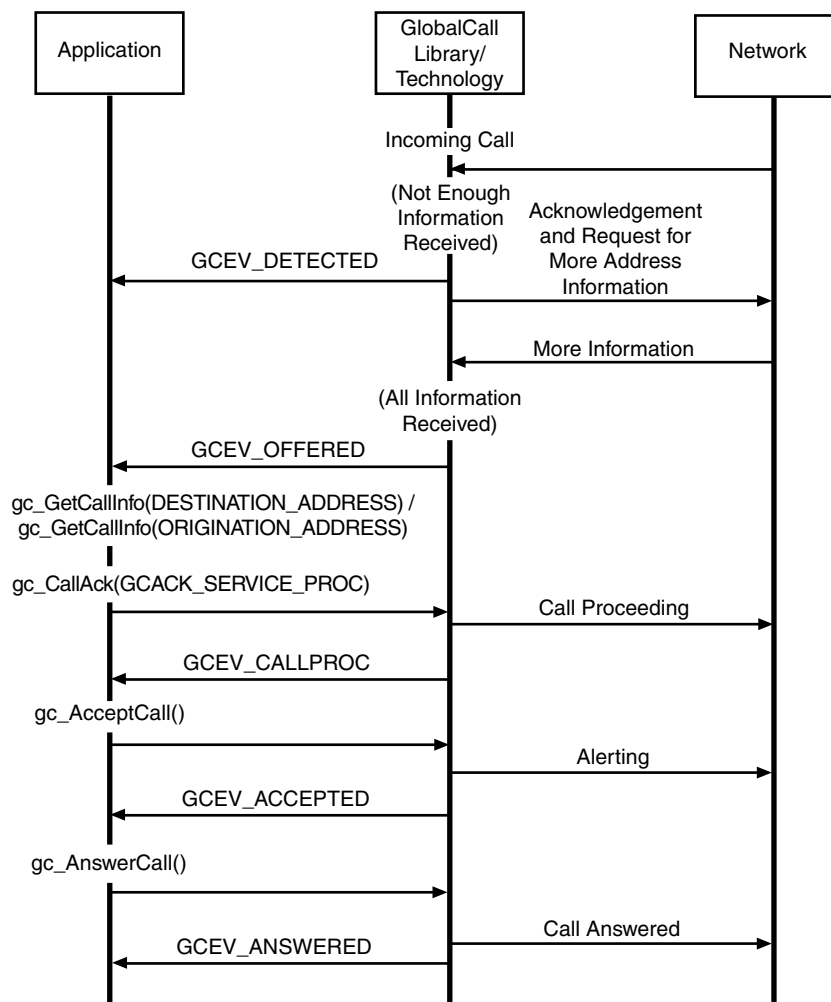 Application
GlobalCall
Library/
Technology
Network
Incoming Call
(Not Enough
Information
Received)
Acknowledgement
and Request for
More Address
Information
GCEV_DETECTED
More Information
(All Information
Received)
GCEV_OFFERED
gc_GetCallInfo(DESTINATION_ADDRESS) /
gc_GetCallInfo(ORIGINATION_ADDRESS)
gc_CallAck(GCACK_SERVICE_PROC)
Call Proceeding
GCEV_CALLPROC
gc_AcceptCall()
Alerting
GCEV_ACCEPTED
gc_AnswerCall()
Call Answered
GCEV_ANSWERED